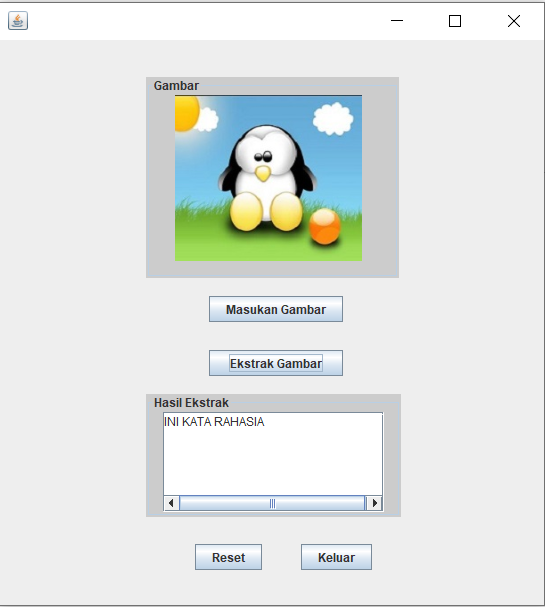 Gambar
Masukan Gambar
Ekstrak Gambar
Hasil Ekstrak
INI KATA RAHASIA
Reset
Keluar